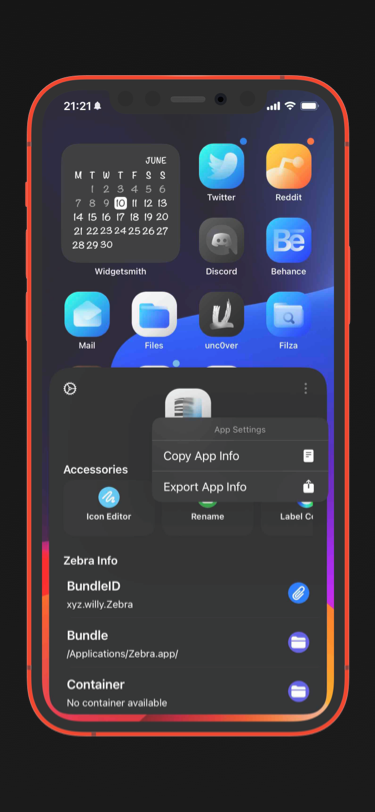 21:21
JUNE
M T W T F S S
1 2 3 4 5 6
7 8 9 10 11 12 13
14 15 16 17 18 19 20
21 22 23 24 25 26 27
28 29 30
Widgetsmith
Twitter
Reddit
Discord
Bē
Behance
Mail
Files
unc0ver
Filza
App Settings
Copy App Info
Export App Info
Accessories
Icon Editor
Rename
Label Co
Zebra Info
BundleID
xyz.willy.Zebra
Bundle
/Applications/Zebra.app/
Container
No container available